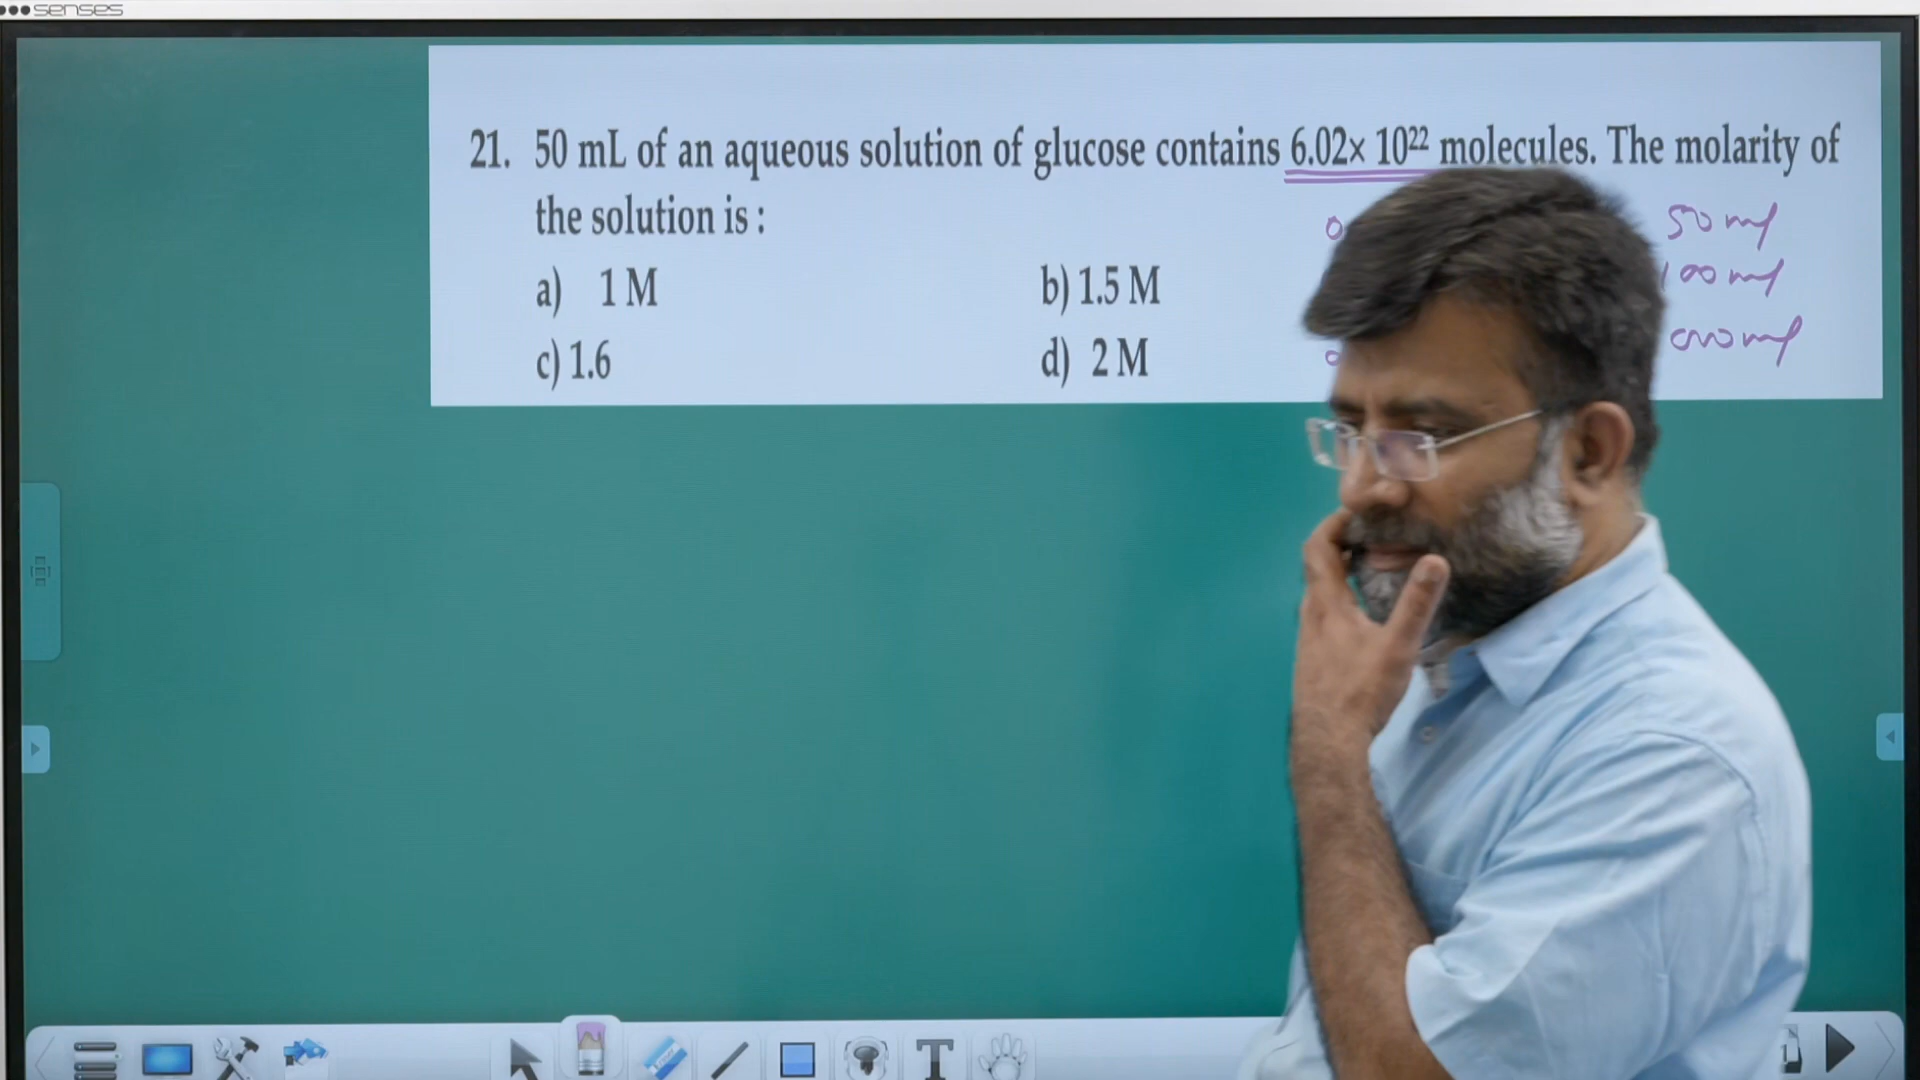 senses
21. 50 mL of an aqueous solution of glucose contains 6.02× 10²² molecules. The molarity of
the solution is :
50 ml
a) 1 M b) 1.5 M
100 ml
c) 1.6 d) 2 M
T